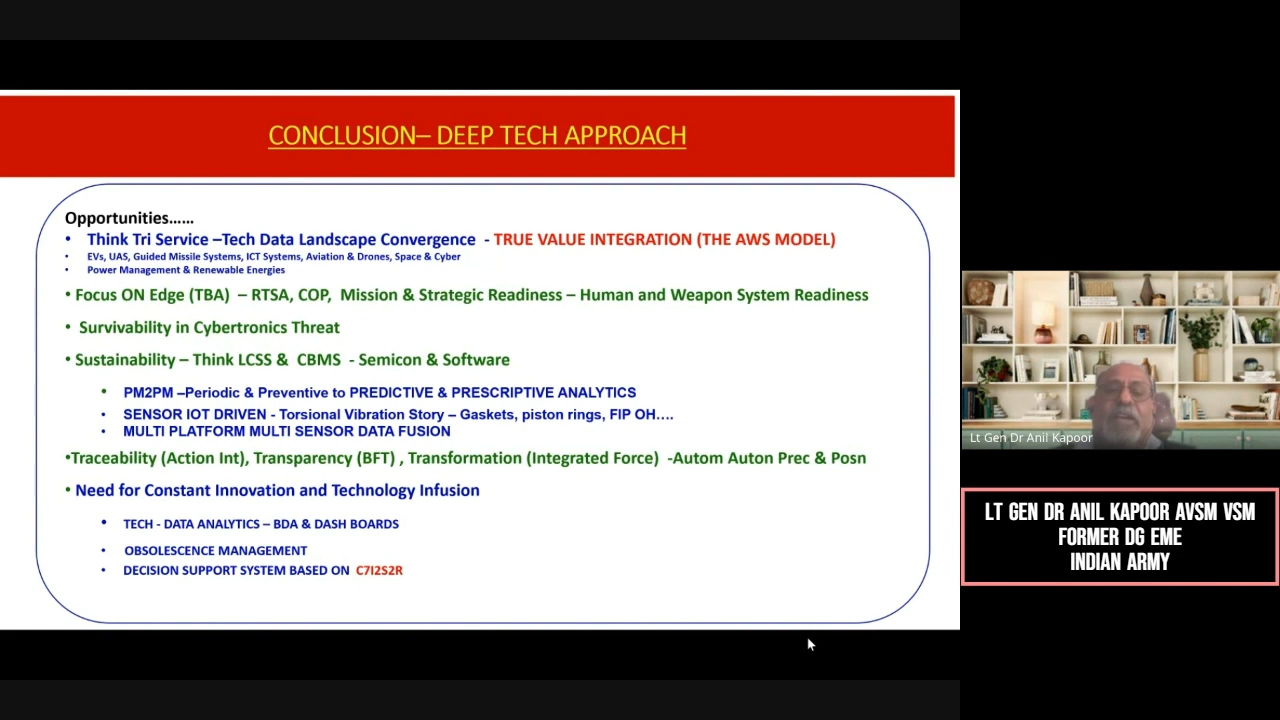 CONCLUSION– DEEP TECH APPROACH
Opportunities……
• Think Tri Service –Tech Data Landscape Convergence - TRUE VALUE INTEGRATION (THE AWS MODEL)
• EVs, UAS, Guided Missile Systems, ICT Systems, Aviation & Drones, Space & Cyber
• Power Management & Renewable Energies
• Focus ON Edge (TBA) – RTSA, COP, Mission & Strategic Readiness – Human and Weapon System Readiness
• Survivability in Cybertronics Threat
• Sustainability – Think LCSS & CBMS - Semicon & Software
• PM2PM –Periodic & Preventive to PREDICTIVE & PRESCRIPTIVE ANALYTICS
• SENSOR IOT DRIVEN - Torsional Vibration Story – Gaskets, piston rings, FIP OH….
• MULTI PLATFORM MULTI SENSOR DATA FUSION
•Traceability (Action Int), Transparency (BFT) , Transformation (Integrated Force) -Autom Auton Prec & Posn
• Need for Constant Innovation and Technology Infusion
• TECH - DATA ANALYTICS – BDA & DASH BOARDS
• OBSOLESCENCE MANAGEMENT
• DECISION SUPPORT SYSTEM BASED ON C7I2S2R
Lt Gen Dr Anil Kapoor
LT GEN DR ANIL KAPOOR AVSM VSM
FORMER DG EME
INDIAN ARMY